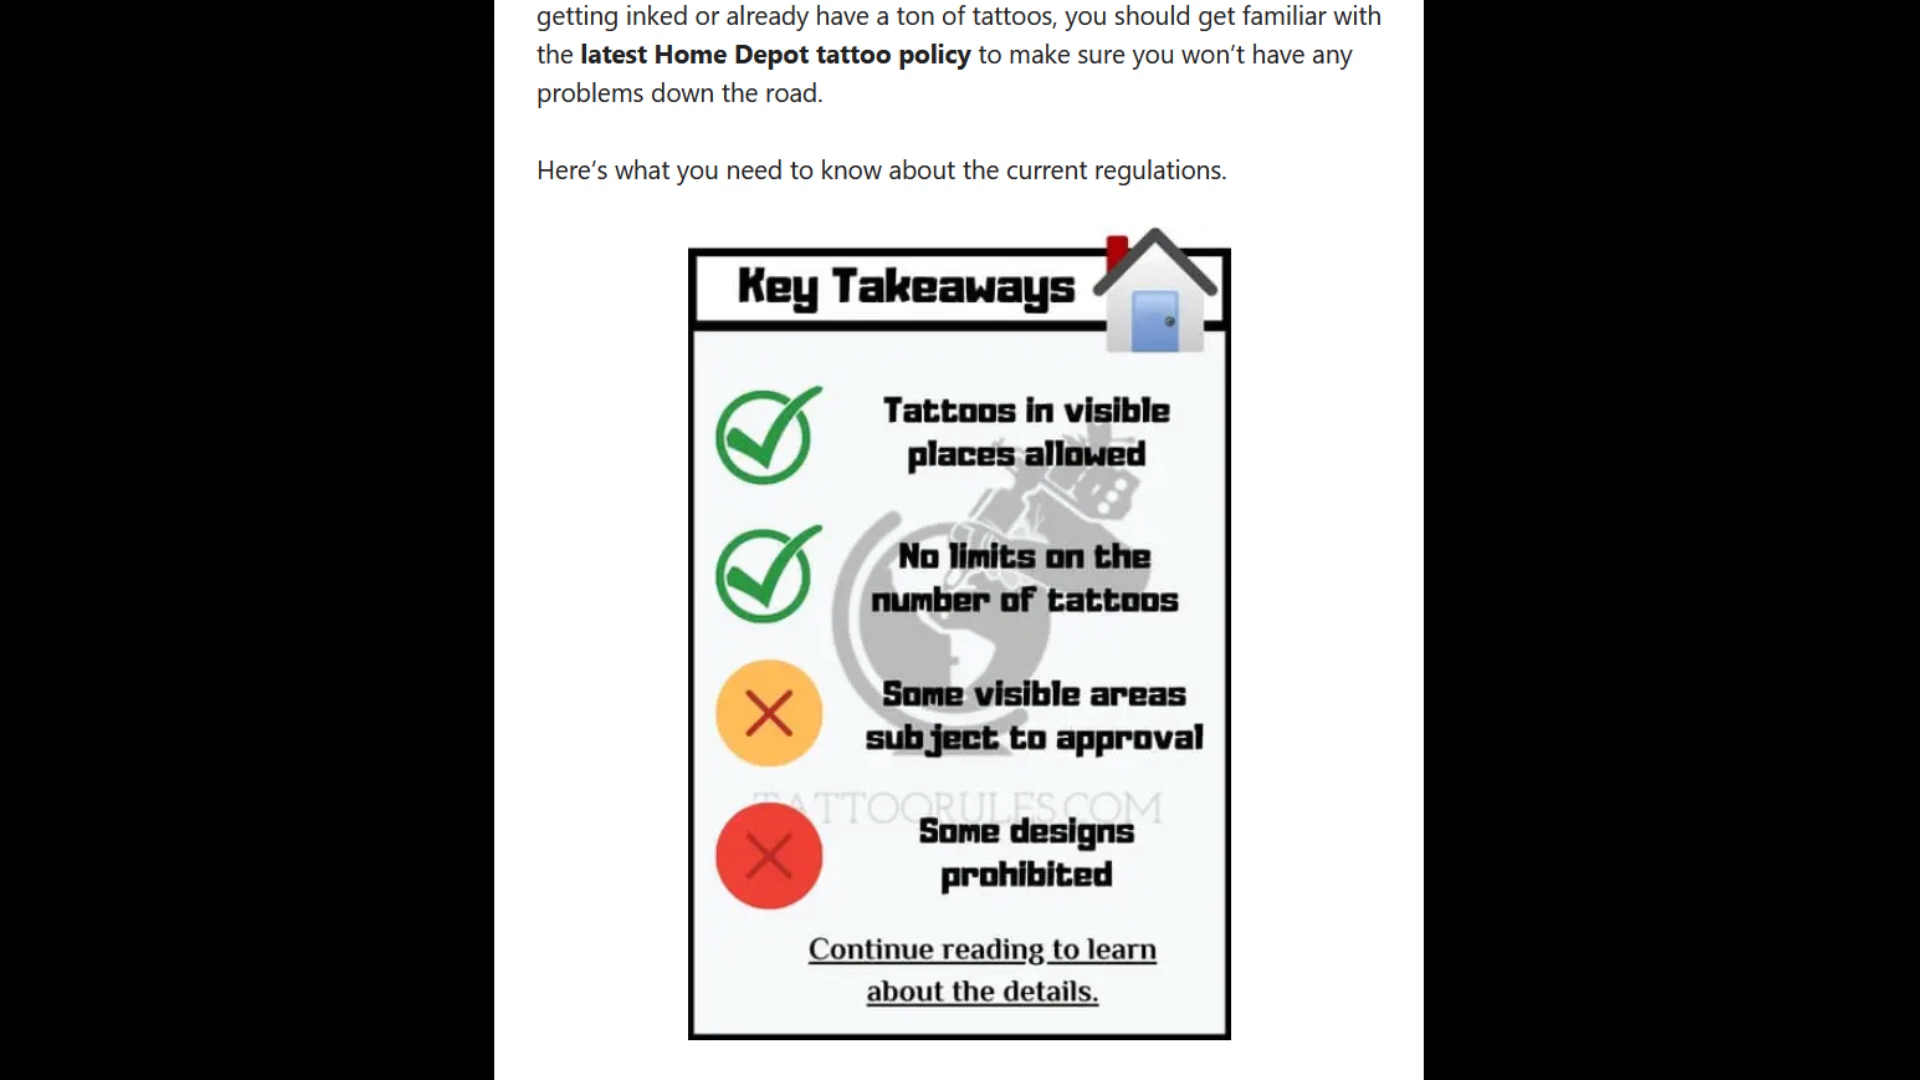 getting inked or already have a ton of tattoos, you should get familiar with
the latest Home Depot tattoo policy to make sure you won’t have any
problems down the road.
Here’s what you need to know about the current regulations.
Key Takeaways
Tattoos in visible
places allowed
No limits on the
number of tattoos
Some visible areas
subject to approval
TATTOORULES.COM
Some designs
prohibited
Continue reading to learn
about the details.